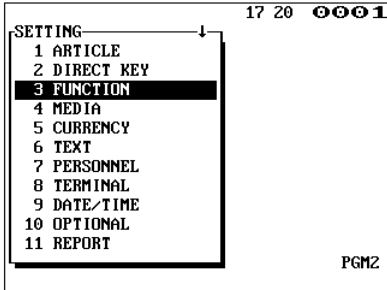 17 20 0001
SETTING ↓
1 ARTICLE
2 DIRECT KEY
3 FUNCTION
4 MEDIA
5 CURRENCY
6 TEXT
7 PERSONNEL
8 TERMINAL
9 DATE/TIME
10 OPTIONAL
11 REPORT
PGM2